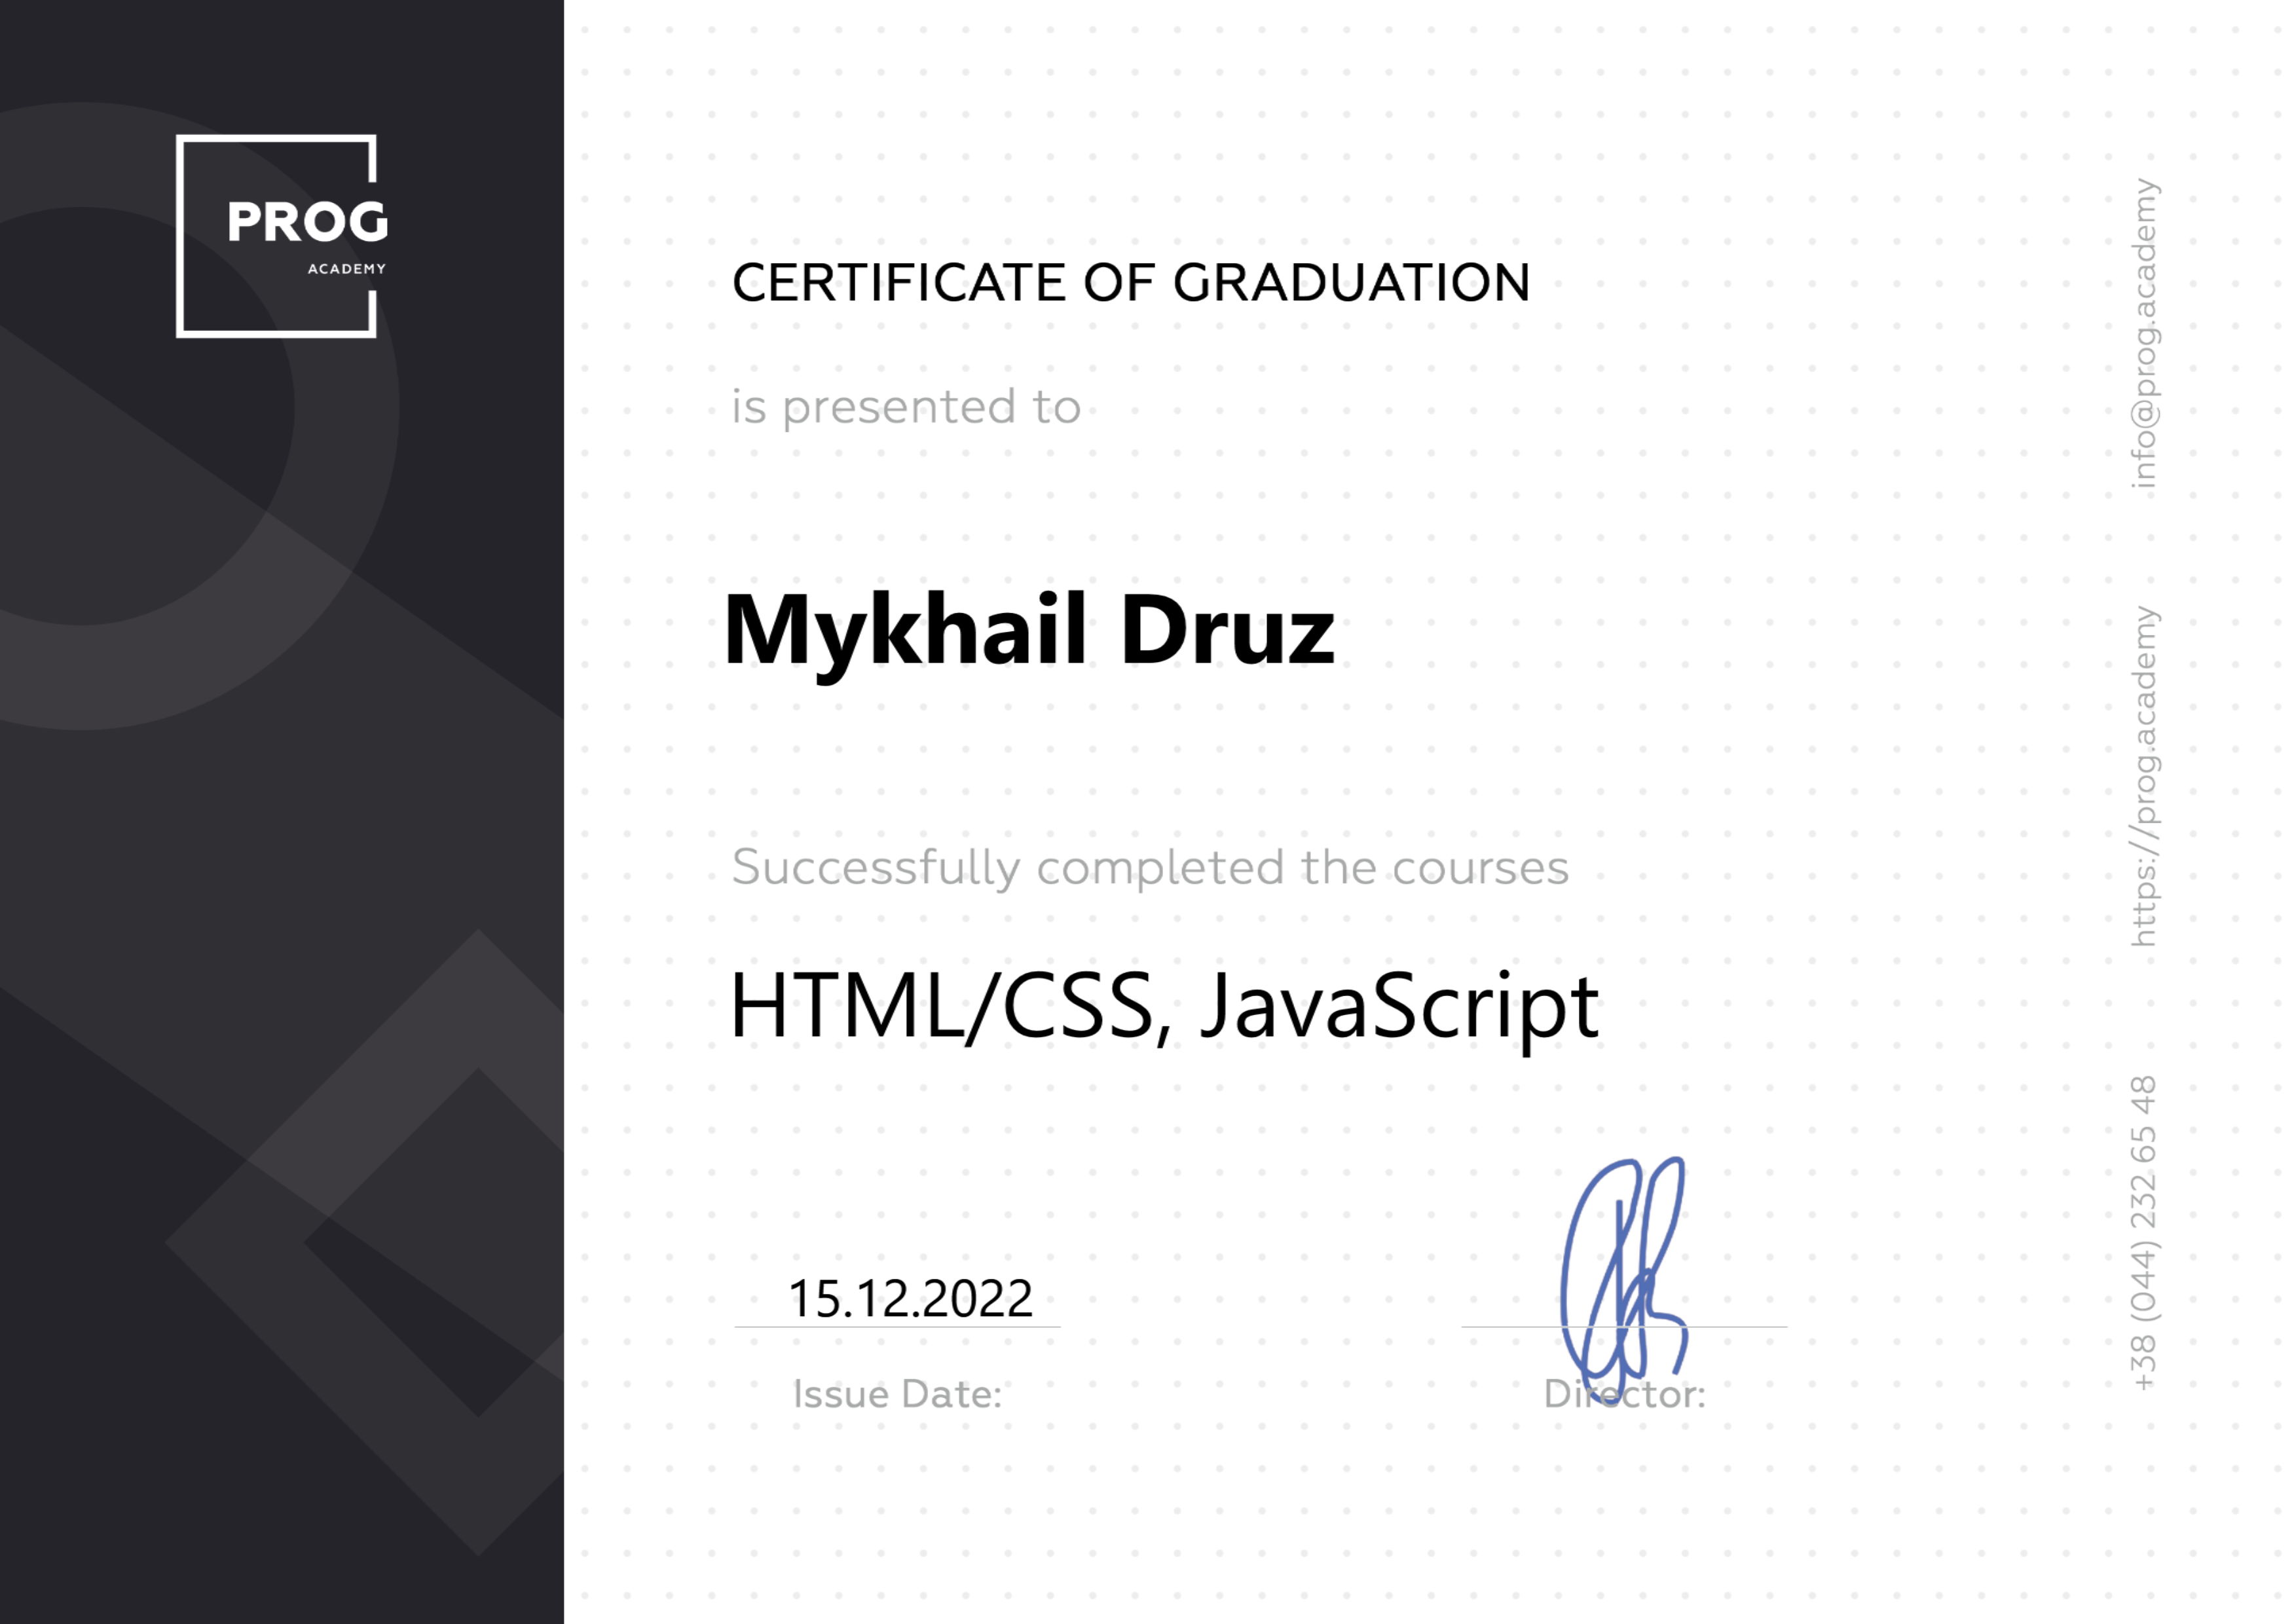 PROG
ACADEMY
CERTIFICATE OF GRADUATION
is presented to
Mykhail Druz
Successfully completed the courses
HTML/CSS, JavaScript
15.12.2022
Issue Date:
Director:
info@prog.academy
https://prog.academy
+38 (044) 232 65 48